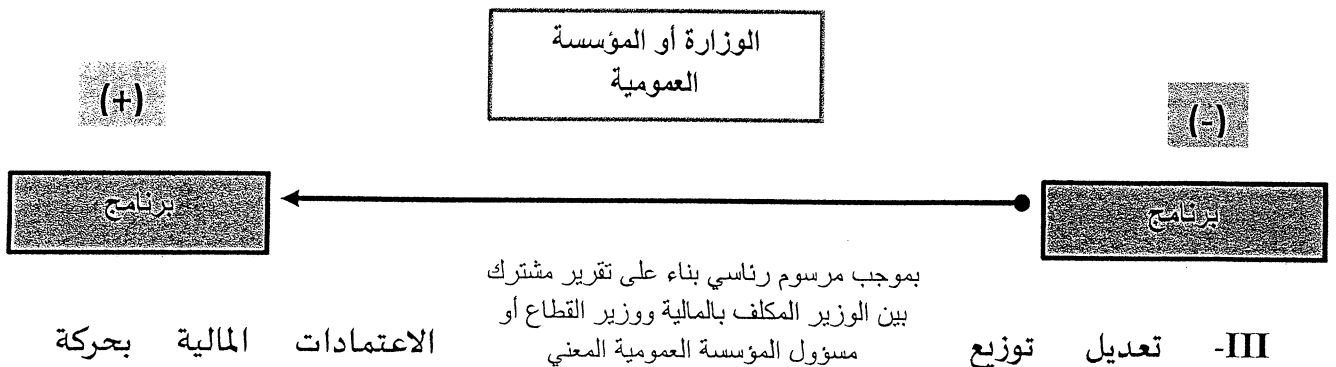 الوزارة أو المؤسسة
العمومية
(-)
(+)
برنامج
برنامج
بموجب مرسوم رئاسي بناء على تقرير مشترك
بين الوزير المكلف بالمالية ووزير القطاع أو
مسؤول المؤسسة العمومية المعني
III- تعديل توزيع الاعتمادات المالية بحركة